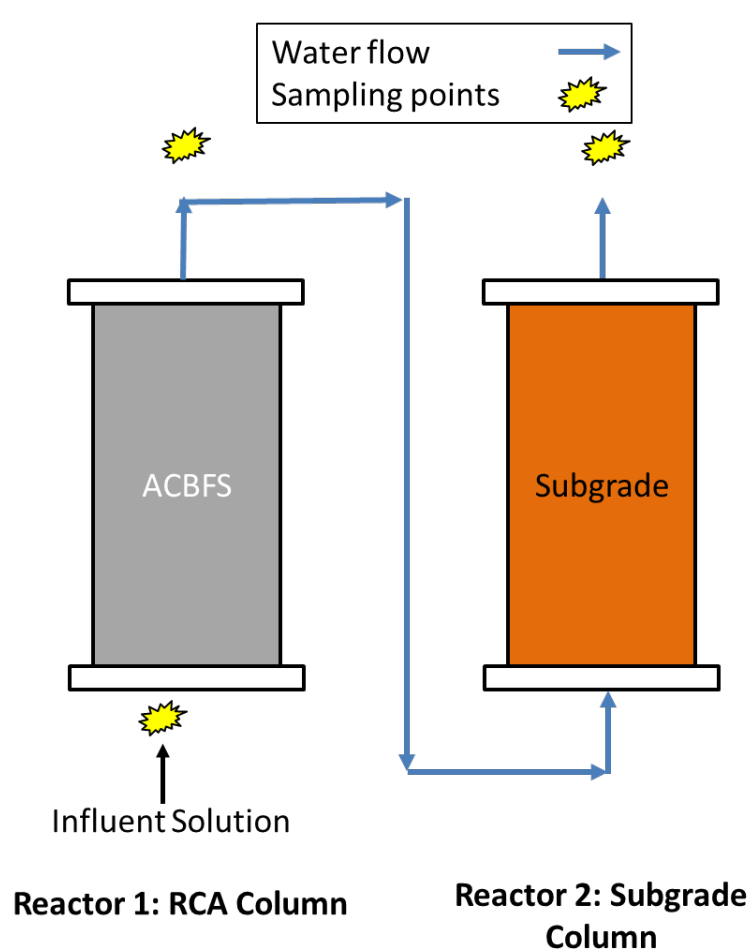 Water flow
Sampling points
ACBFS
Subgrade
Influent Solution
Reactor 1: RCA Column
Reactor 2: Subgrade
Column